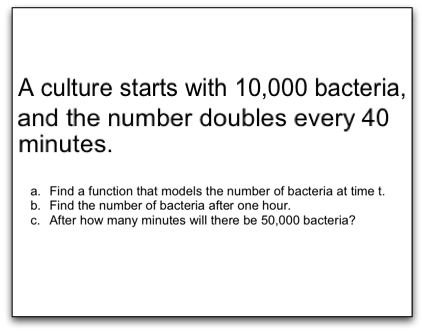 A culture starts with 10,000 bacteria,
and the number doubles every 40
minutes.
a. Find a function that models the number of bacteria at time t.
b. Find the number of bacteria after one hour.
c. After how many minutes will there be 50,000 bacteria?